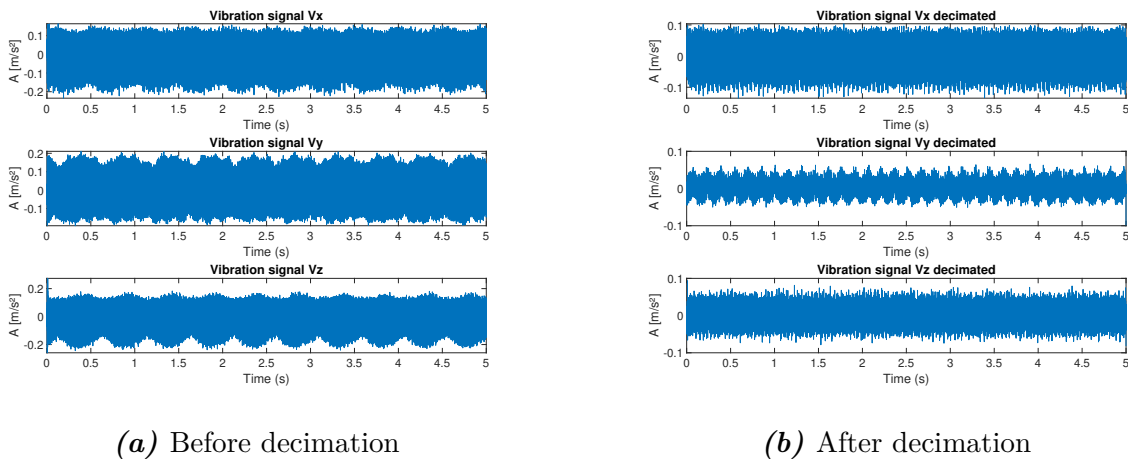 Vibration signal Vx
0.1
0
-0.1
-0.2
A [m/s²]
0 0.5 1 1.5 2 2.5 3 3.5 4 4.5 5
Time (s)
Vibration signal Vy
0.2
0.1
0
-0.1
A [m/s²]
0 0.5 1 1.5 2 2.5 3 3.5 4 4.5 5
Time (s)
Vibration signal Vz
0.2
0
-0.2
A [m/s²]
0 0.5 1 1.5 2 2.5 3 3.5 4 4.5 5
Time (s)
(a) Before decimation
Vibration signal Vx decimated
0.1
0
-0.1
A [m/s²]
0 0.5 1 1.5 2 2.5 3 3.5 4 4.5 5
Time (s)
Vibration signal Vy decimated
0.1
0
-0.1
A [m/s²]
0 0.5 1 1.5 2 2.5 3 3.5 4 4.5 5
Time (s)
Vibration signal Vz decimated
0.1
0
-0.1
A [m/s²]
0 0.5 1 1.5 2 2.5 3 3.5 4 4.5 5
Time (s)
(b) After decimation